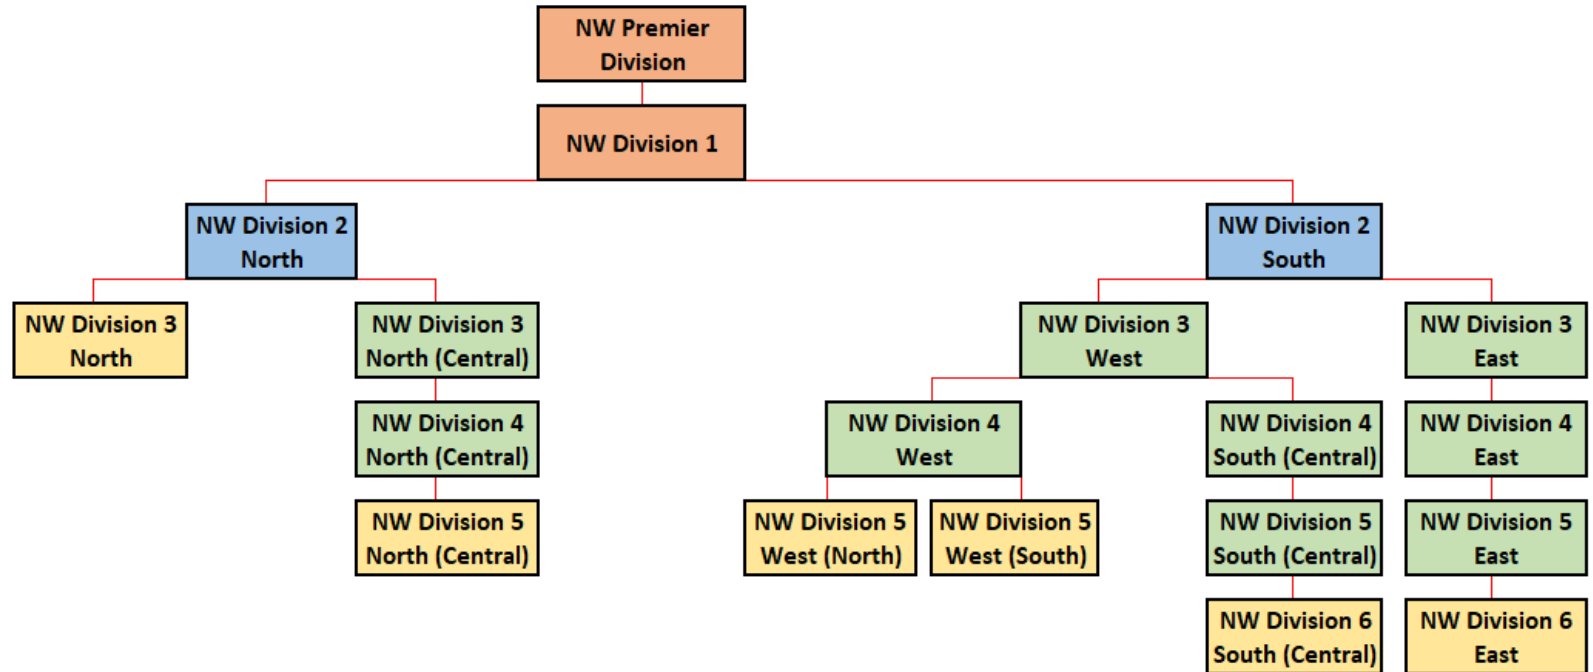 NW Premier
Division
NW Division 1
NW Division 2
North
NW Division 2
South
NW Division 3
North
NW Division 3
North (Central)
NW Division 3
West
NW Division 3
East
NW Division 4
North (Central)
NW Division 4
West
NW Division 4
South (Central)
NW Division 4
East
NW Division 5
North (Central)
NW Division 5
West (North)
NW Division 5
West (South)
NW Division 5
South (Central)
NW Division 5
East
NW Division 6
South (Central)
NW Division 6
East